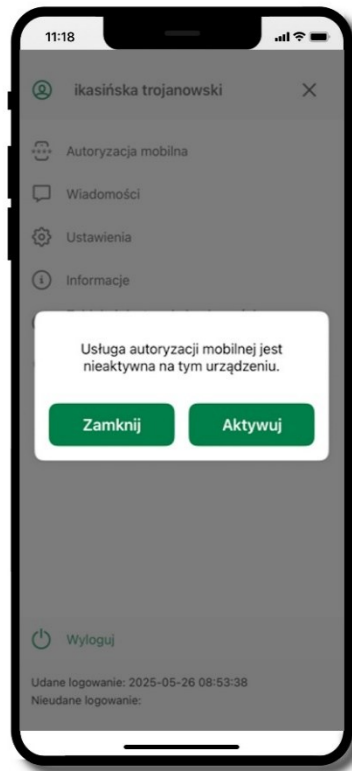 11:18
ikasińska trojanowski
Autoryzacja mobilna
Wiadomości
Ustawienia
Informacje
Usługa autoryzacji mobilnej jest
nieaktywna na tym urządzeniu.
Zamknij Aktywuj
Wyloguj
Udane logowanie: 2025-05-26 08:53:38
Nieudane logowanie: